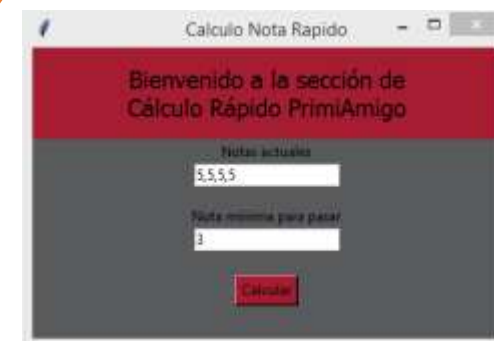 Calculo Nota Rapido
Bienvenido a la sección de
Cálculo Rápido PrimiAmigo
Notas actuales
5,5,5,5
Nota minima para pasar
3
Calcular